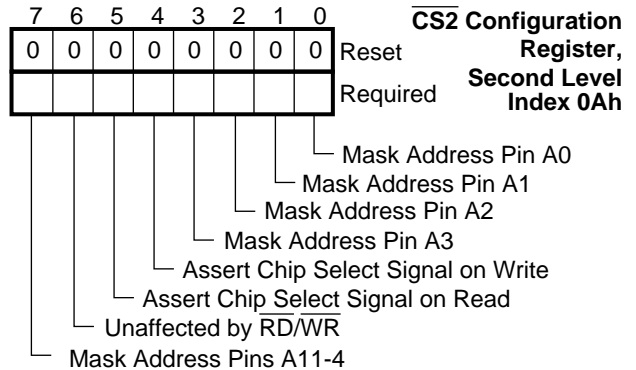 7 6 5 4 3 2 1 0
CS2 Configuration
Register,
Second Level
Index 0Ah
0 0 0 0 0 0 0 0 Reset
Required
Mask Address Pin A0
Mask Address Pin A1
Mask Address Pin A2
Mask Address Pin A3
Assert Chip Select Signal on Write
Assert Chip Select Signal on Read
Unaffected by RD/WR
Mask Address Pins A11-4